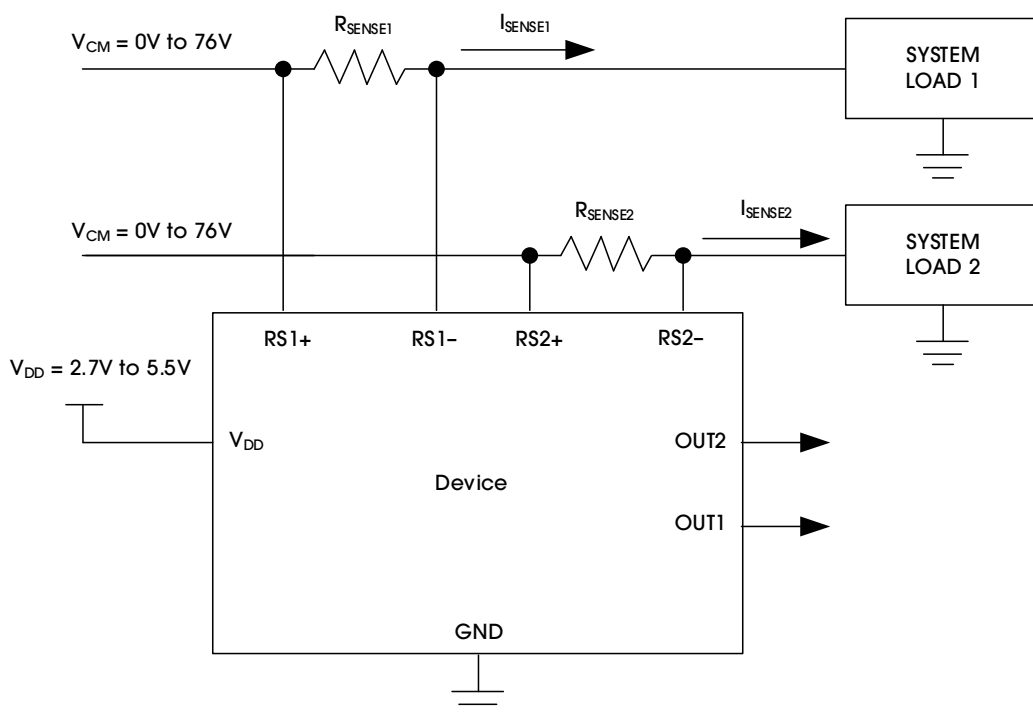 R_SENSE1
I_SENSE1
V_CM = 0V to 76V
SYSTEM
LOAD 1
R_SENSE2
I_SENSE2
V_CM = 0V to 76V
SYSTEM
LOAD 2
RS1+
RS1−
RS2+
RS2−
V_DD = 2.7V to 5.5V
V_DD
OUT2
Device
OUT1
GND